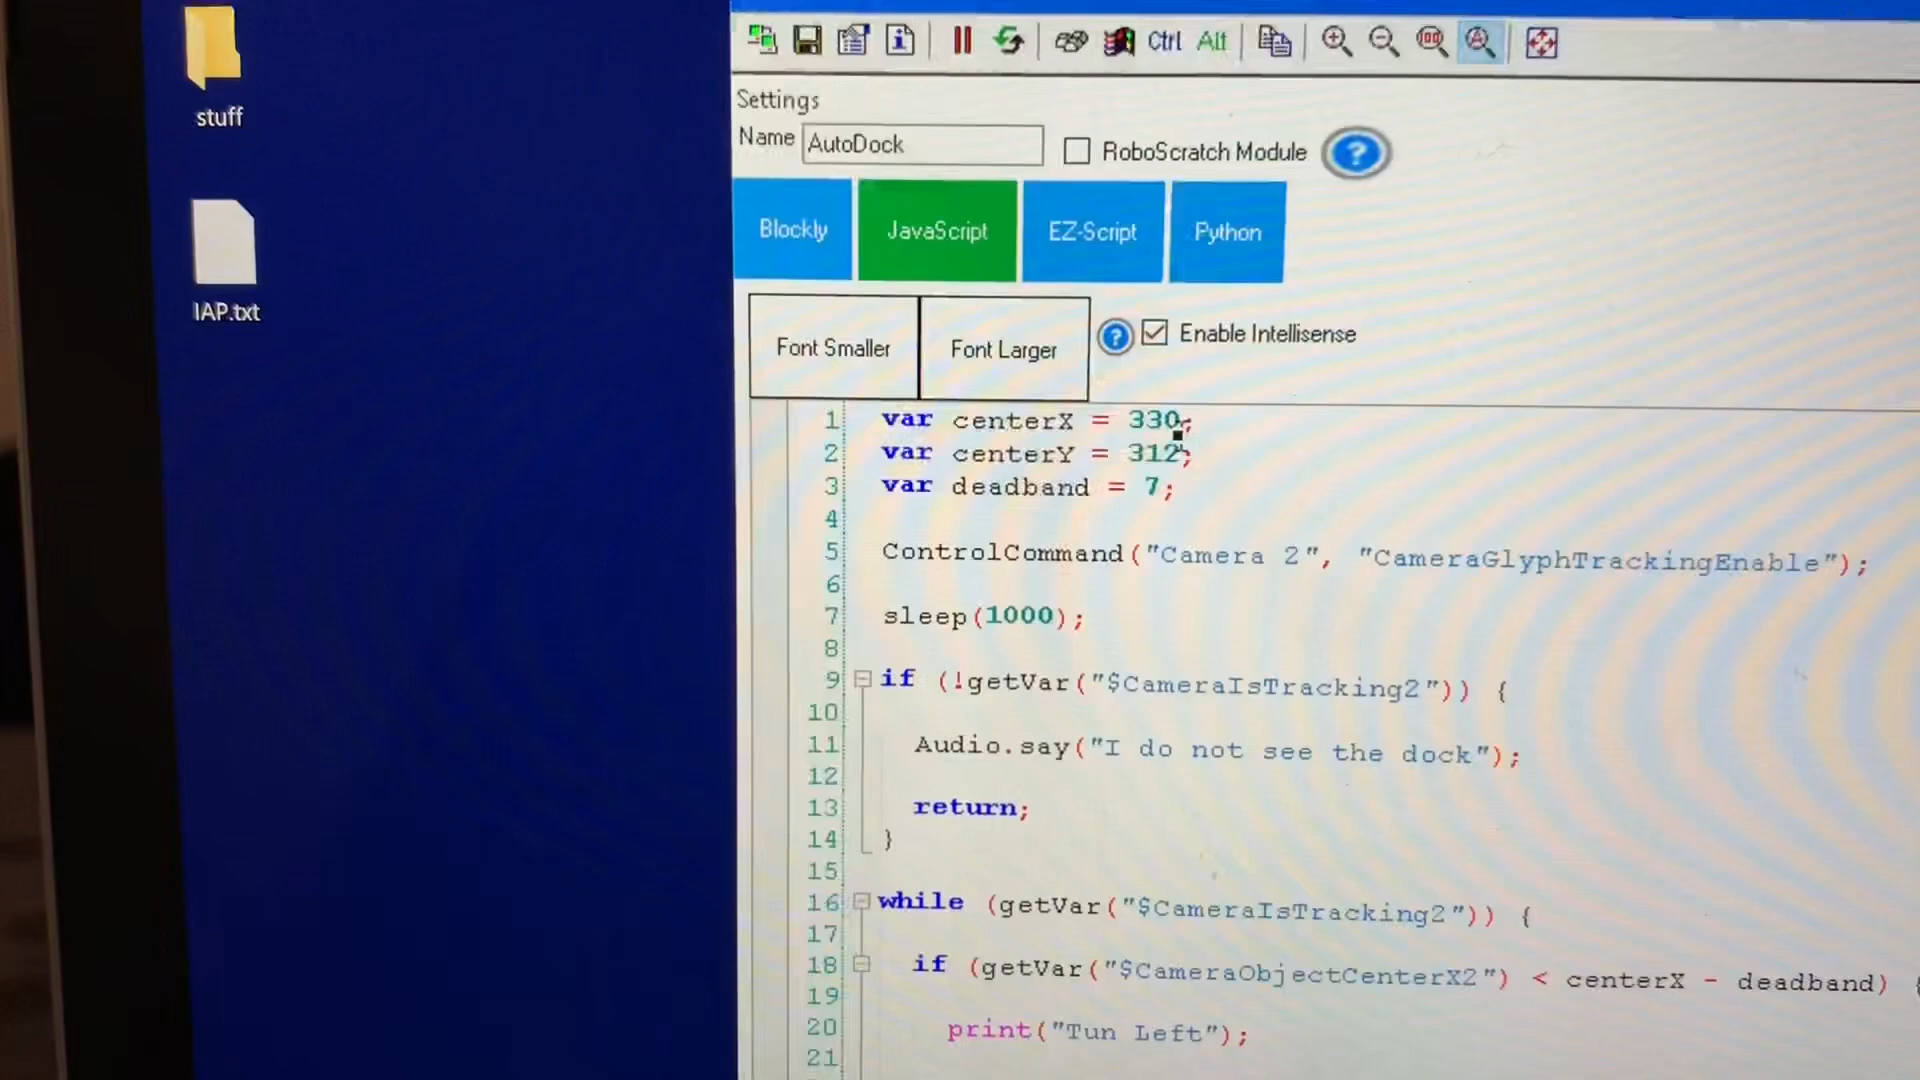 stuff
IAP.txt
Ctrl Alt
Settings
Name AutoDock RoboScratch Module
Blockly JavaScript EZ-Script Python
Font Smaller Font Larger Enable Intellisense
1 var centerX = 330;
2 var centerY = 312;
3 var deadband = 7;
4
5 ControlCommand("Camera 2", "CameraGlyphTrackingEnable");
6
7 sleep(1000);
8
9 if (!getVar("$CameraIsTracking2")) {
10
11 Audio.say("I do not see the dock");
12
13 return;
14 }
15
16 while (getVar("$CameraIsTracking2")) {
17
18 if (getVar("$CameraObjectCenterX2") < centerX - deadband) {
19
20 print("Tun Left");
21